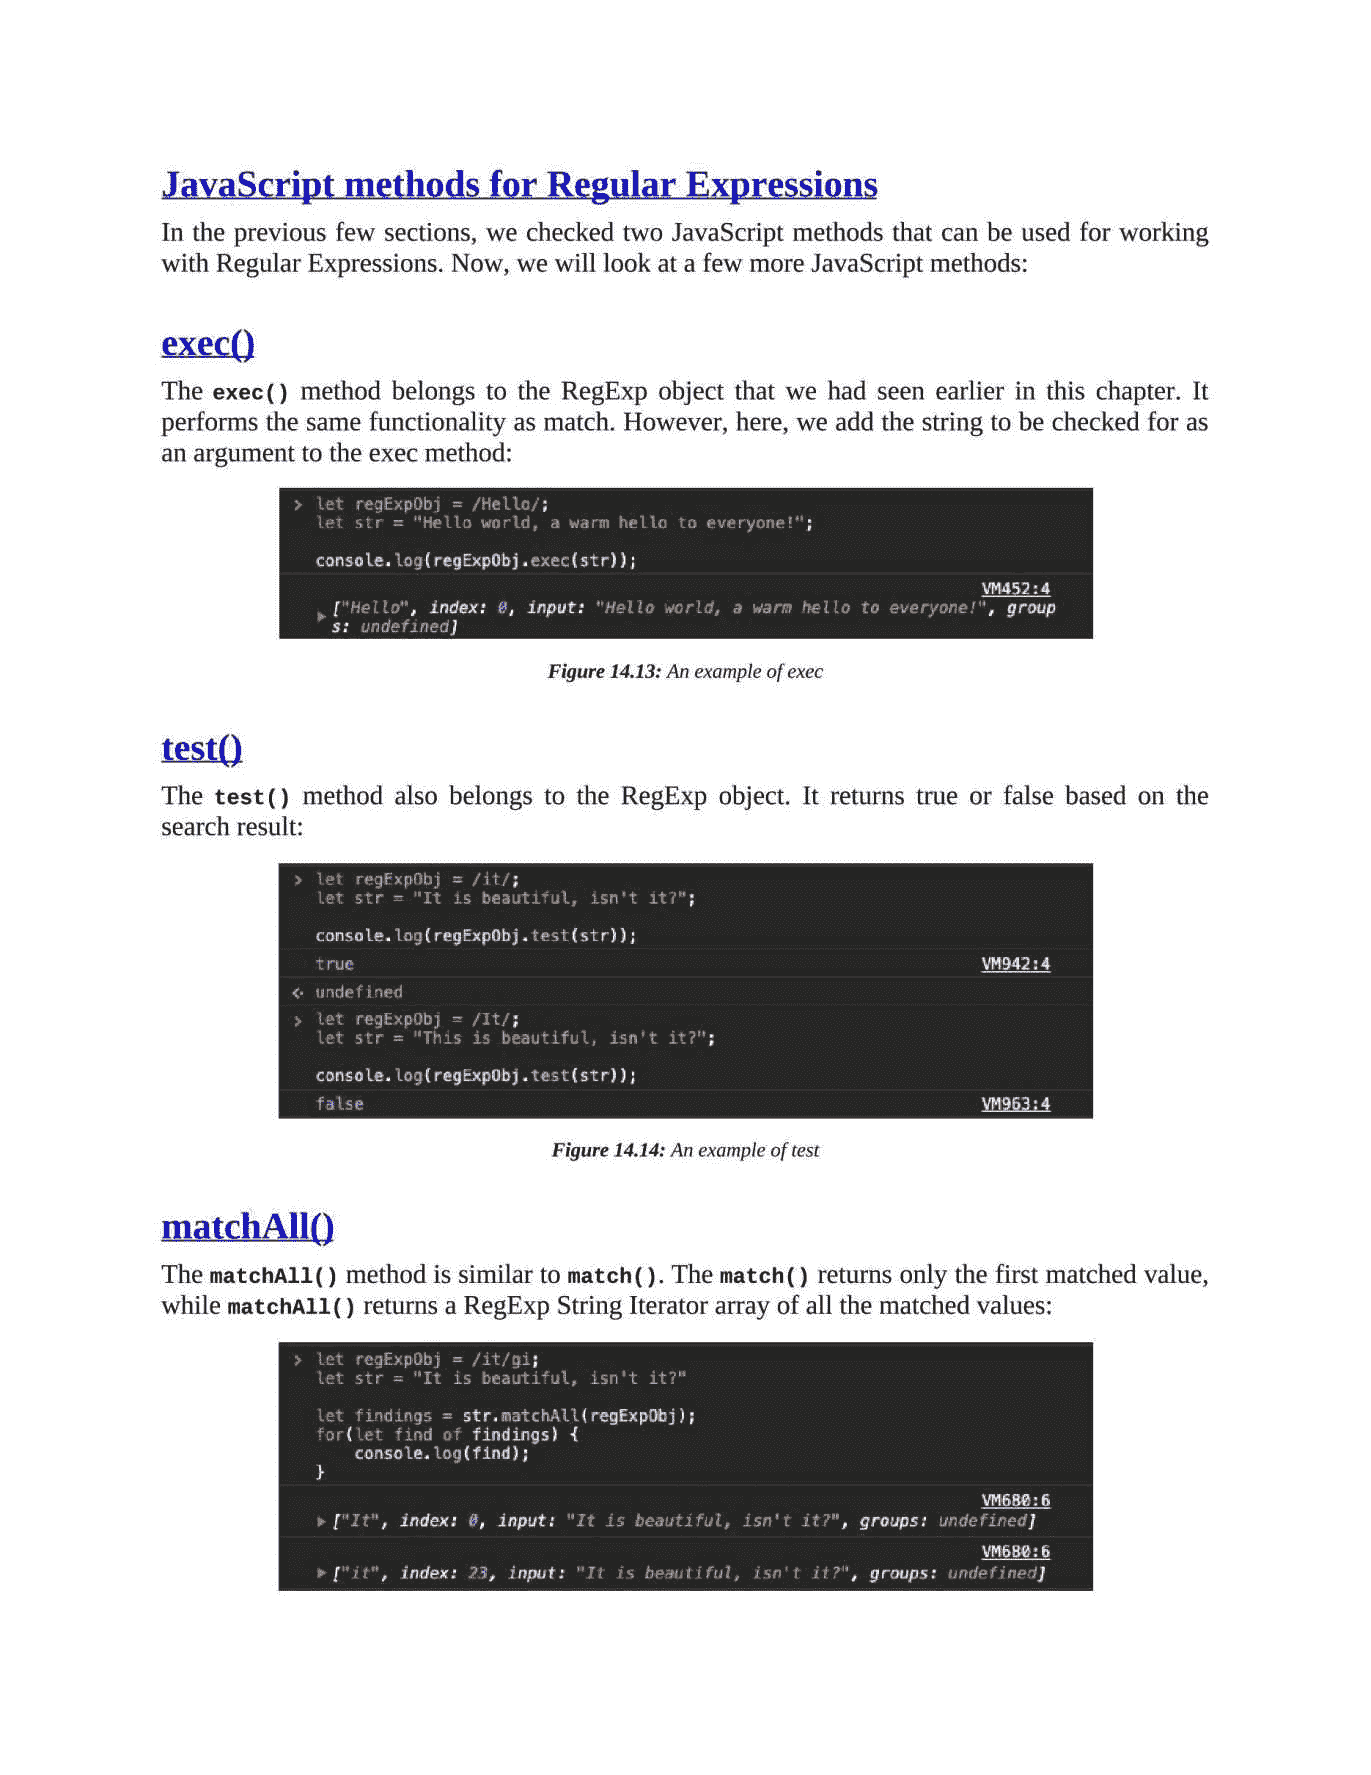 JavaScript methods for Regular Expressions
In the previous few sections, we checked two JavaScript methods that can be used for working
with Regular Expressions. Now, we will look at a few more JavaScript methods:
exec()
The exec() method belongs to the RegExp object that we had seen earlier in this chapter. It
performs the same functionality as match. However, here, we add the string to be checked for as
an argument to the exec method:
> let regExpObj = /Hello/;
let str = "Hello world, a warm hello to everyone!";
console.log(regExpObj.exec(str));
VM452:4
["Hello", index: 0, input: "Hello world, a warm hello to everyone!", group
s: undefined]
Figure 14.13: An example of exec
test()
The test() method also belongs to the RegExp object. It returns true or false based on the
search result:
> let regExpObj = /it/;
let str = "It is beautiful, isn't it?";
console.log(regExpObj.test(str));
true VM942:4
undefined
> let regExpObj = /It/;
let str = "This is beautiful, isn't it?";
console.log(regExpObj.test(str));
false VM963:4
Figure 14.14: An example of test
matchAll()
The matchAll() method is similar to match(). The match() returns only the first matched value,
while matchAll() returns a RegExp String Iterator array of all the matched values:
> let regExpObj = /it/gi;
let str = "It is beautiful, isn't it?"
let findings = str.matchAll(regExpObj);
for(let find of findings) {
console.log(find);
}
VM680:6
["It", index: 0, input: "It is beautiful, isn't it?", groups: undefined]
VM680:6
["it", index: 23, input: "It is beautiful, isn't it?", groups: undefined]